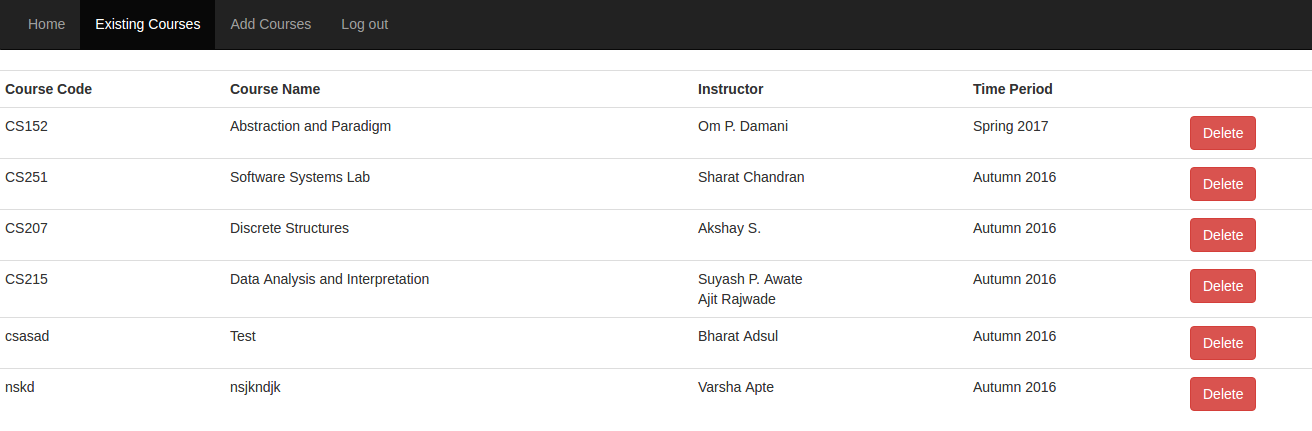 Home Existing Courses Add Courses Log out
Course Code Course Name Instructor Time Period
CS152 Abstraction and Paradigm Om P. Damani Spring 2017 Delete
CS251 Software Systems Lab Sharat Chandran Autumn 2016 Delete
CS207 Discrete Structures Akshay S. Autumn 2016 Delete
CS215 Data Analysis and Interpretation Suyash P. Awate Autumn 2016 Delete
Ajit Rajwade
csasad Test Bharat Adsul Autumn 2016 Delete
nskd nsjkndjk Varsha Apte Autumn 2016 Delete